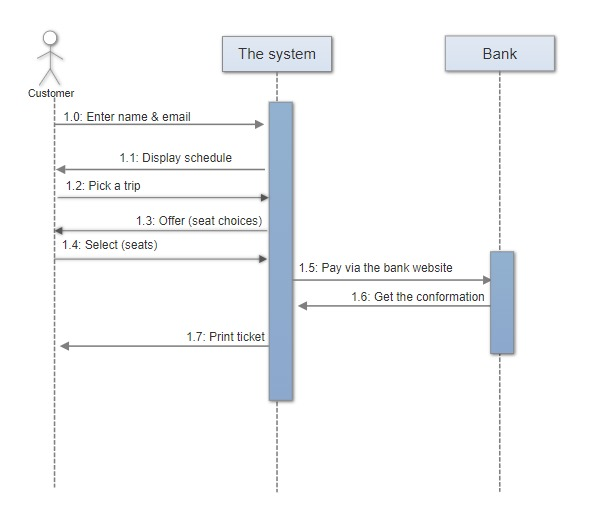 The system
Bank
Customer
1.0: Enter name & email
1.1: Display schedule
1.2: Pick a trip
1.3: Offer (seat choices)
1.4: Select (seats)
1.5: Pay via the bank website
1.6: Get the conformation
1.7: Print ticket